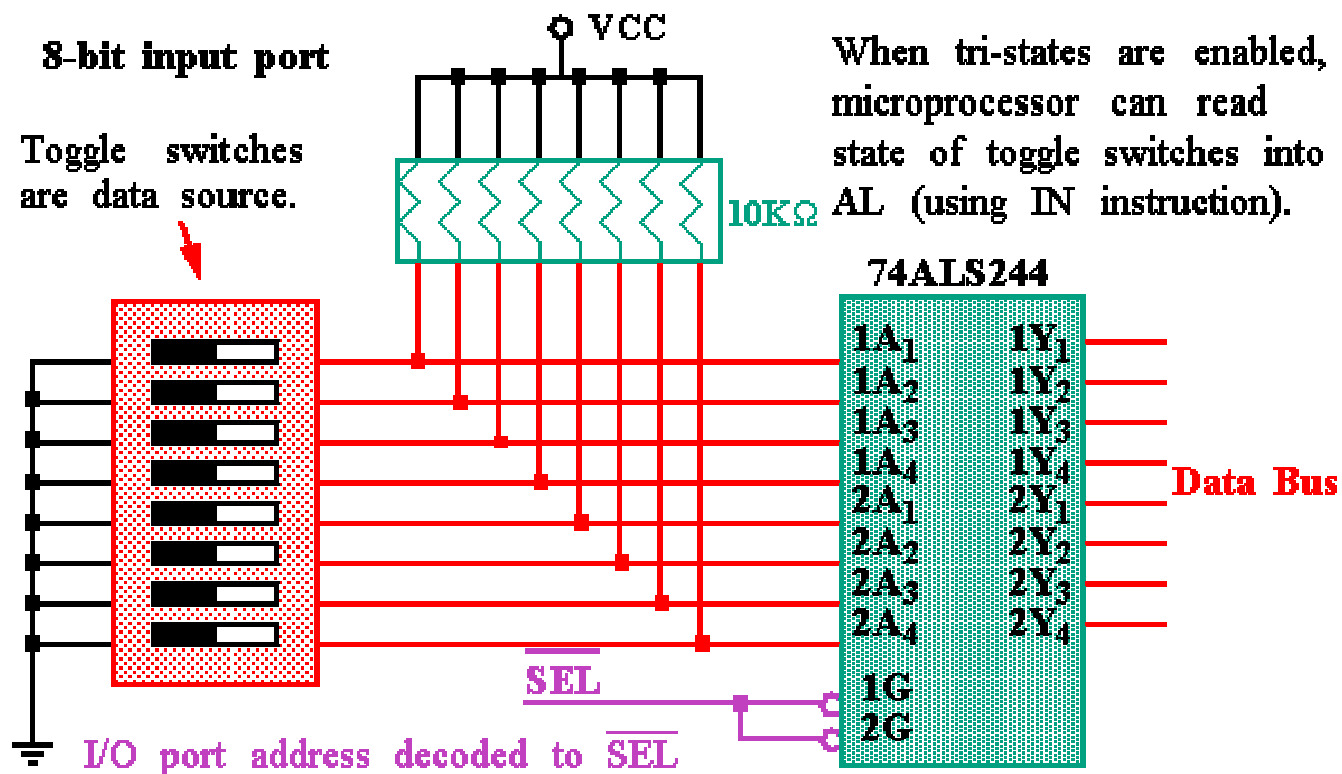 VCC
8-bit input port
When tri-states are enabled,
microprocessor can read
state of toggle switches into
AL (using IN instruction).
Toggle switches
are data source.
10KΩ
74ALS244
1A1 1Y1
1A2 1Y2
1A3 1Y3
1A4 1Y4
2A1 2Y1
2A2 2Y2
2A3 2Y3
2A4 2Y4
Data Bus
SEL
1G
2G
I/O port address decoded to SEL